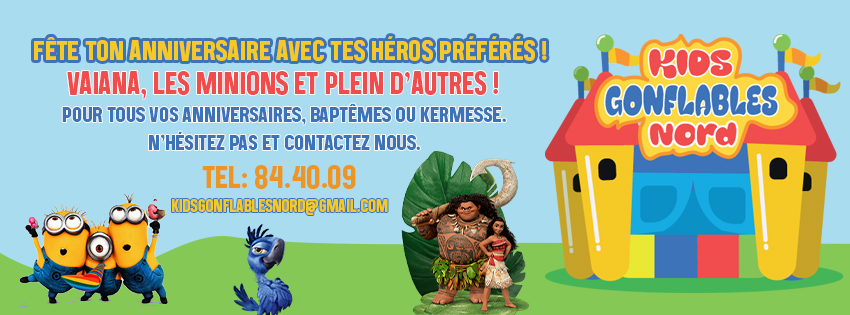 FÊTE TON ANNIVERSAIRE AVEC TES HÉROS PRÉFÉRÉS !
VAIANA, LES MINIONS ET PLEIN D'AUTRES !
POUR TOUS VOS ANNIVERSAIRES, BAPTÊMES OU KERMESSE.
N'HÉSITEZ PAS ET CONTACTEZ NOUS.
TEL: 84.40.09
KIDSGONFLABLESNORD@GMAIL.COM
KIDS
GONFLABLES
NORD